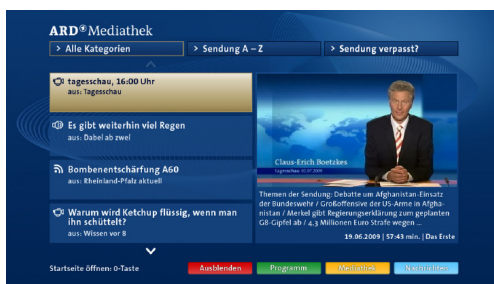 ARD Mediathek
> Alle Kategorien
> Sendung A – Z
> Sendung verpasst?
tagesschau, 16:00 Uhr
aus: Tagesschau
Es gibt weiterhin viel Regen
aus: Dabei ab zwei
Bombenentschärfung A60
aus: Rheinland-Pfalz aktuell
Warum wird Ketchup flüssig, wenn man
ihn schüttelt?
aus: Wissen vor 8
Claus-Erich Boetzkes
Themen der Sendung: Debatte um Afghanistan-Einsatz
der Bundeswehr / Großoffensive der US-Armee in Afgha-
nistan / Merkel gibt Regierungserklärung zum geplanten
G8-Gipfel ab / 4,3 Millionen Euro Strafe wegen ...
19.06.2009 | 57:43 min. | Das Erste
Startseite öffnen: 0-Taste
Ausblenden
Programm
Mediathek
Nachrichten